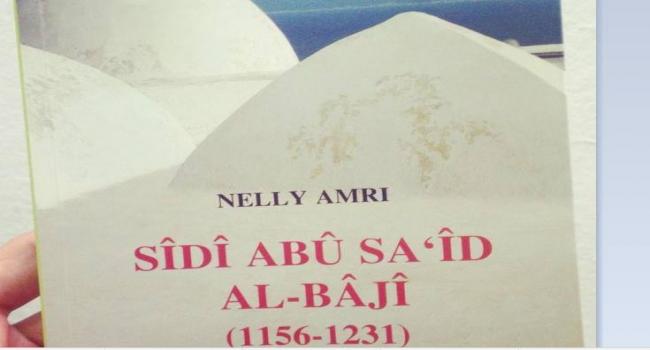 NELLY AMRI
SÎDÎ ABÛ SA‘ÎD
AL-BÂJÎ
(1156-1231)